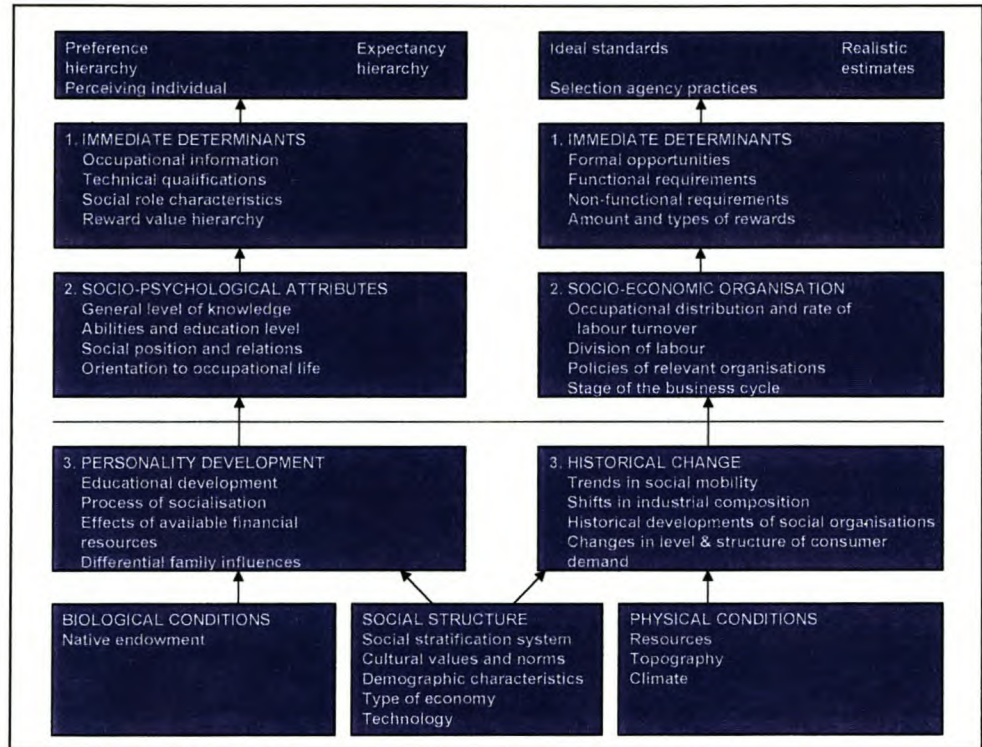 Preference
hierarchy
Expectancy
hierarchy
Perceiving individual
Ideal standards
Realistic
estimates
Selection agency practices
1. IMMEDIATE DETERMINANTS
Occupational information
Technical qualifications
Social role characteristics
Reward value hierarchy
1. IMMEDIATE DETERMINANTS
Formal opportunities
Functional requirements
Non-functional requirements
Amount and types of rewards
2. SOCIO-PSYCHOLOGICAL ATTRIBUTES
General level of knowledge
Abilities and education level
Social position and relations
Orientation to occupational life
2. SOCIO-ECONOMIC ORGANISATION
Occupational distribution and rate of
labour turnover
Division of labour
Policies of relevant organisations
Stage of the business cycle
3. PERSONALITY DEVELOPMENT
Educational development
Process of socialisation
Effects of available financial
resources
Differential family influences
3. HISTORICAL CHANGE
Trends in social mobility
Shifts in industrial composition
Historical developments of social organisations
Changes in level & structure of consumer
demand
BIOLOGICAL CONDITIONS
Native endowment
SOCIAL STRUCTURE
Social stratification system
Cultural values and norms
Demographic characteristics
Type of economy
Technology
PHYSICAL CONDITIONS
Resources
Topography
Climate